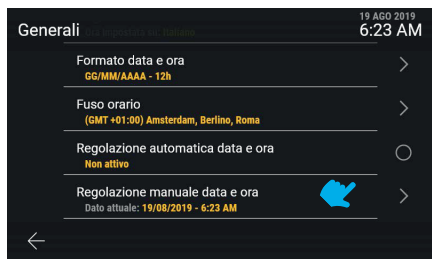 19 AGO 2019
Generali
6:23 AM
Formato data e ora
GG/MM/AAAA - 12h
Fuso orario
(GMT +01:00) Amsterdam, Berlino, Roma
Regolazione automatica data e ora
Non attivo
Regolazione manuale data e ora
Dato attuale: 19/08/2019 - 6:23 AM